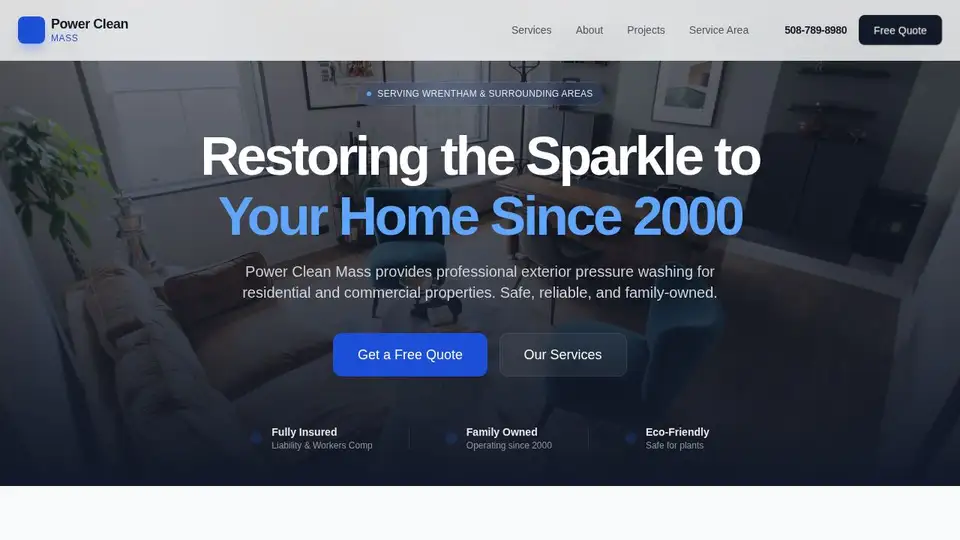 Power Clean
MASS
Services
About
Projects
Service Area
508-789-8980
Free Quote
SERVING WRENTHAM & SURROUNDING AREAS
Restoring the Sparkle to
Your Home Since 2000
Power Clean Mass provides professional exterior pressure washing for
residential and commercial properties. Safe, reliable, and family-owned.
Get a Free Quote
Our Services
Fully Insured
Liability & Workers Comp
Family Owned
Operating since 2000
Eco-Friendly
Safe for plants